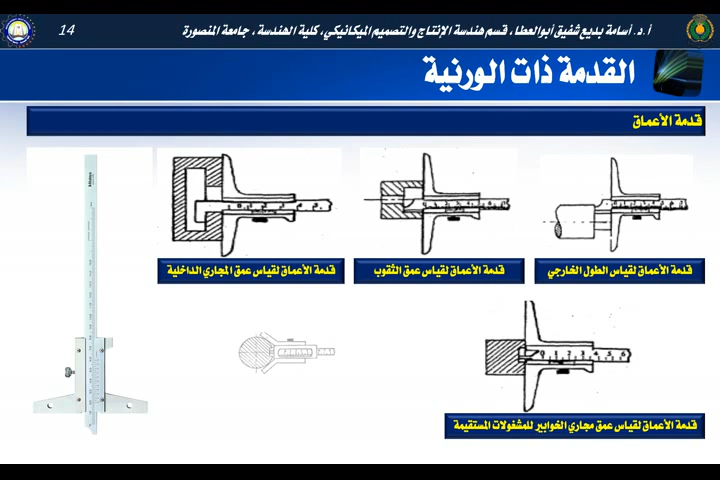 أ.د. أسامة بديع شفيق أبوالعطا ، قسم هندسة الإنتاج والتصميم الميكانيكي، كلية الهندسة ، جامعة المنصورة
14
القدمة ذات الورنية
قدمة الأعماق
قدمة الأعماق لقياس الطول الخارجي
قدمة الأعماق لقياس عمق الثقوب
قدمة الأعماق لقياس عمق المجاري الداخلية
قدمة الأعماق لقياس عمق مجاري الخوابير للمشغولات المستقيمة